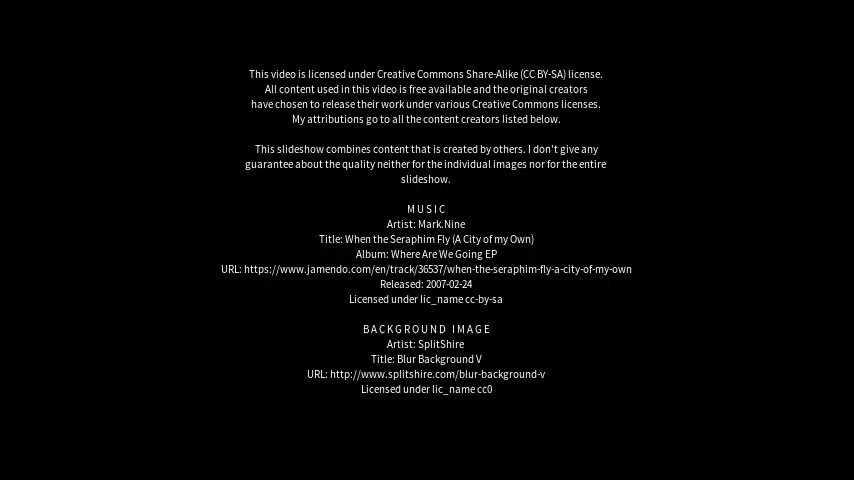 This video is licensed under Creative Commons Share-Alike (CC BY-SA) license.
All content used in this video is free available and the original creators
have chosen to release their work under various Creative Commons licenses.
My attributions go to all the content creators listed below.
This slideshow combines content that is created by others. I don't give any
guarantee about the quality neither for the individual images nor for the entire
slideshow.
MUSIC
Artist: Mark.Nine
Title: When the Seraphim Fly (A City of my Own)
Album: Where Are We Going EP
URL: https://www.jamendo.com/en/track/36537/when-the-seraphim-fly-a-city-of-my-own
Released: 2007-02-24
Licensed under lic_name cc-by-sa
BACKGROUND IMAGE
Artist: SplitShire
Title: Blur Background V
URL: http://www.splitshire.com/blur-background-v
Licensed under lic_name cc0